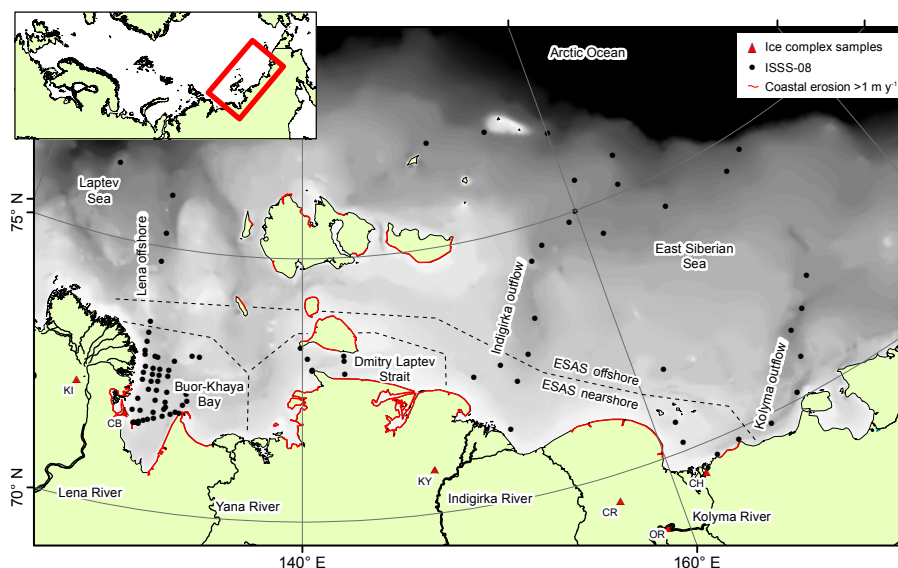 Arctic Ocean
Ice complex samples
ISSS-08
Coastal erosion >1 m y⁻¹
Laptev
Sea
75° N
Lena offshore
East Siberian
Sea
Indigirka outflow
Kolyma outflow
Dmitry Laptev
Strait
ESAS offshore
ESAS nearshore
Buor-Khaya
Bay
KI
CB
KY
CH
CR
OR
70° N
Lena River
Yana River
Indigirka River
Kolyma River
140° E
160° E